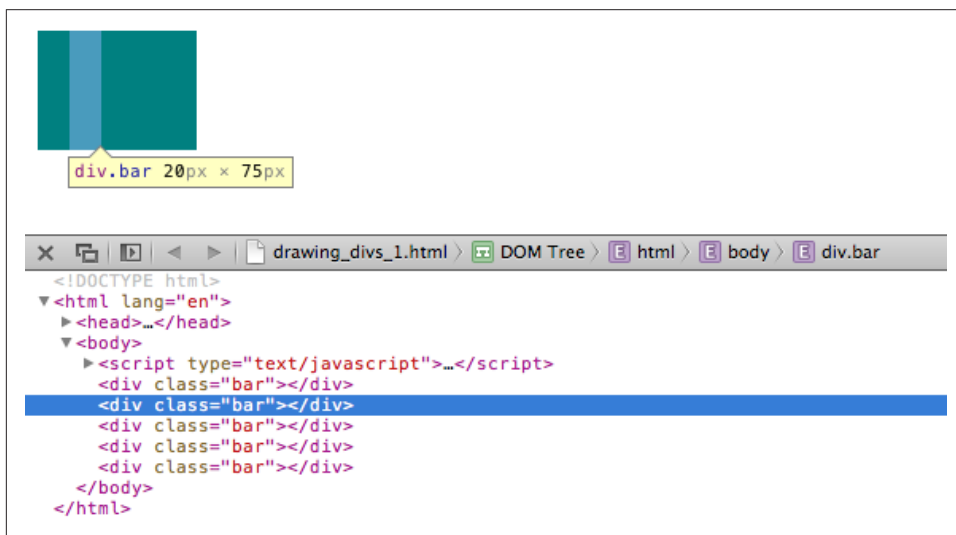 div.bar 20px × 75px
drawing_divs_1.html 〉 DOM Tree 〉 E html 〉 E body 〉 E div.bar
<!DOCTYPE html>
▼<html lang="en">
▶<head>…</head>
▼<body>
▶<script type="text/javascript">…</script>
<div class="bar"></div>
<div class="bar"></div>
<div class="bar"></div>
<div class="bar"></div>
<div class="bar"></div>
</body>
</html>